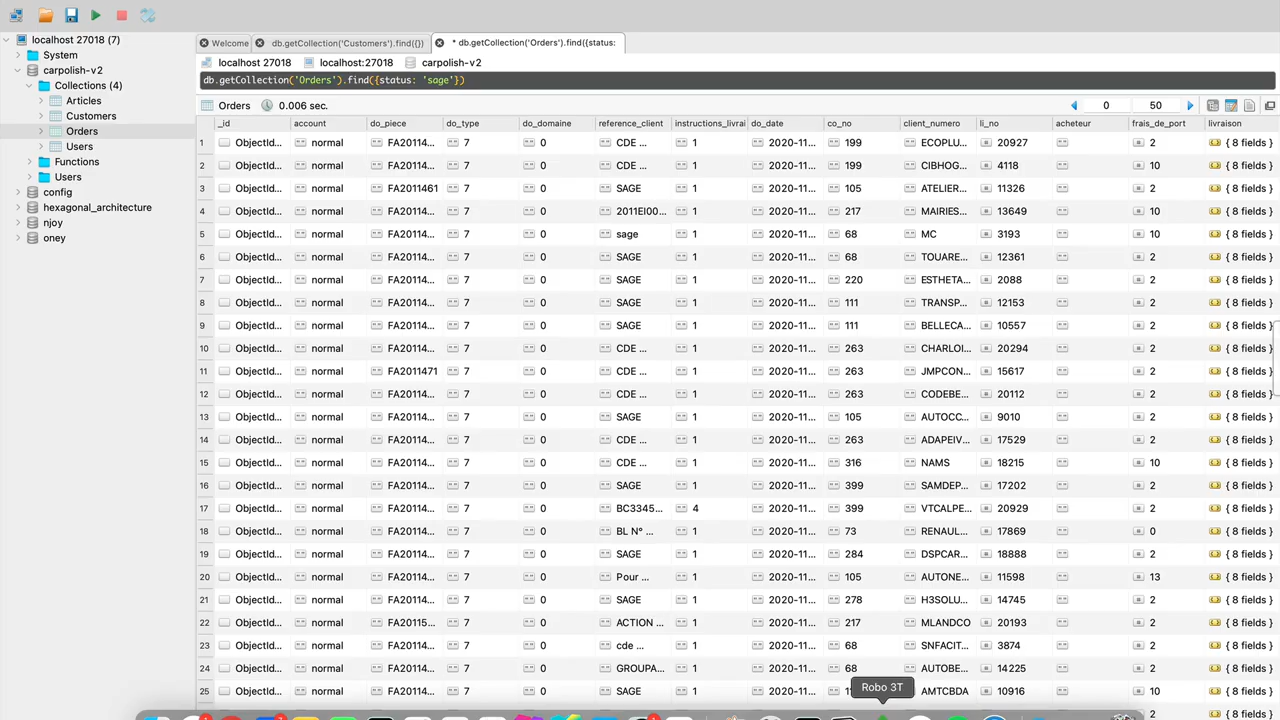 localhost 27018 (7)
System
carpolish-v2
Collections (4)
Articles
Customers
Orders
Users
Functions
Users
config
hexagonal_architecture
njoy
oney
Welcome db.getCollection('Customers').find({}) * db.getCollection('Orders').find({status:
localhost 27018 localhost:27018 carpolish-v2
db.getCollection('Orders').find({status: 'sage'})
Orders 0.006 sec. 0 50
_id account do_piece do_type do_domaine reference_client instructions_livrai do_date co_no client_numero li_no acheteur frais_de_port livraison
1 ObjectId... normal FA20114... 7 0 CDE ... 1 2020-11... 199 ECOPLU... 20927 2 { 8 fields }
2 ObjectId... normal FA20114... 7 0 CDE ... 1 2020-11... 199 CIBHOG... 4118 10 { 8 fields }
3 ObjectId... normal FA2011461 7 0 SAGE 1 2020-11... 105 ATELIER... 11326 2 { 8 fields }
4 ObjectId... normal FA20114... 7 0 2011EI00... 1 2020-11... 217 MAIRIES... 13649 10 { 8 fields }
5 ObjectId... normal FA20114... 7 0 sage 1 2020-11... 68 MC 3193 10 { 8 fields }
6 ObjectId... normal FA20114... 7 0 SAGE 1 2020-11... 68 TOUARE... 12361 2 { 8 fields }
7 ObjectId... normal FA20114... 7 0 SAGE 1 2020-11... 220 ESTHETA... 2088 2 { 8 fields }
8 ObjectId... normal FA20114... 7 0 SAGE 1 2020-11... 111 TRANSP... 12153 2 { 8 fields }
9 ObjectId... normal FA20114... 7 0 SAGE 1 2020-11... 111 BELLECA... 10557 2 { 8 fields }
10 ObjectId... normal FA20114... 7 0 CDE ... 1 2020-11... 263 CHARLOI... 20294 2 { 8 fields }
11 ObjectId... normal FA2011471 7 0 CDE ... 1 2020-11... 263 JMPCON... 15617 2 { 8 fields }
12 ObjectId... normal FA20114... 7 0 CDE ... 1 2020-11... 263 CODEBE... 20112 2 { 8 fields }
13 ObjectId... normal FA20114... 7 0 SAGE 1 2020-11... 105 AUTOCC... 9010 2 { 8 fields }
14 ObjectId... normal FA20114... 7 0 CDE ... 1 2020-11... 263 ADAPEIV... 17529 2 { 8 fields }
15 ObjectId... normal FA20114... 7 0 CDE ... 1 2020-11... 316 NAMS 18215 10 { 8 fields }
16 ObjectId... normal FA20114... 7 0 SAGE 1 2020-11... 399 SAMDEP... 17202 2 { 8 fields }
17 ObjectId... normal FA20114... 7 0 BC3345... 4 2020-11... 399 VTCALPE... 20929 2 { 8 fields }
18 ObjectId... normal FA20114... 7 0 BL N° ... 1 2020-11... 73 RENAUL... 17869 0 { 8 fields }
19 ObjectId... normal FA20114... 7 0 SAGE 1 2020-11... 284 DSPCAR... 18888 2 { 8 fields }
20 ObjectId... normal FA20114... 7 0 Pour ... 1 2020-11... 105 AUTONE... 11598 13 { 8 fields }
21 ObjectId... normal FA20114... 7 0 SAGE 1 2020-11... 278 H3SOLU... 14745 2 { 8 fields }
22 ObjectId... normal FA20115... 7 0 ACTION ... 1 2020-11... 217 MLANDCO 20193 2 { 8 fields }
23 ObjectId... normal FA20114... 7 0 cde ... 1 2020-11... 68 SNFACIT... 3874 2 { 8 fields }
24 ObjectId... normal FA20114... 7 0 GROUPA... 1 2020-11... 68 AUTOBE... 14225 2 { 8 fields }
25 ObjectId... normal FA20114... 7 0 SAGE 1 2020-11... AMTCBDA 10916 10 { 8 fields }
Robo 3T